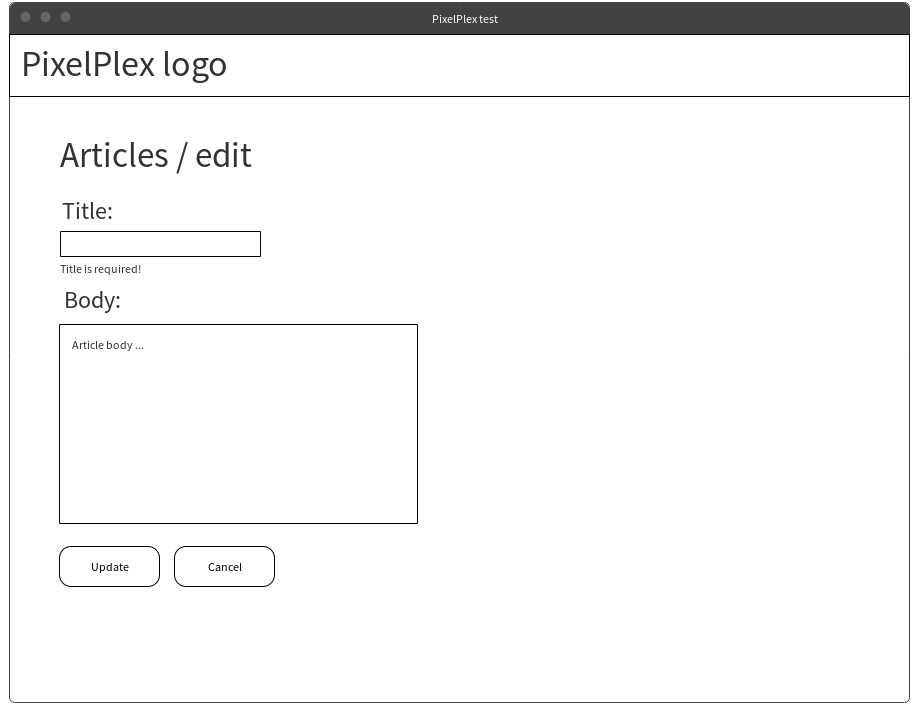 PixelPlex test
PixelPlex logo
Articles / edit
Title:
Title is required!
Body:
Article body ...
Update
Cancel